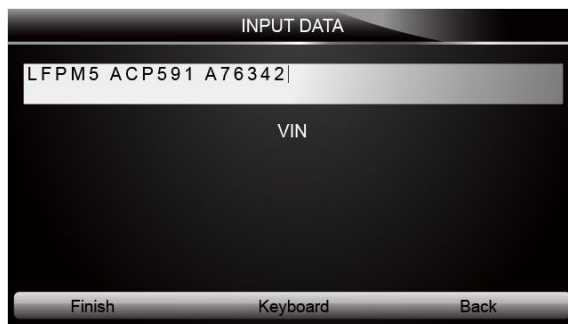 INPUT DATA
LFPM5 ACP591 A76342
VIN
Finish Keyboard Back